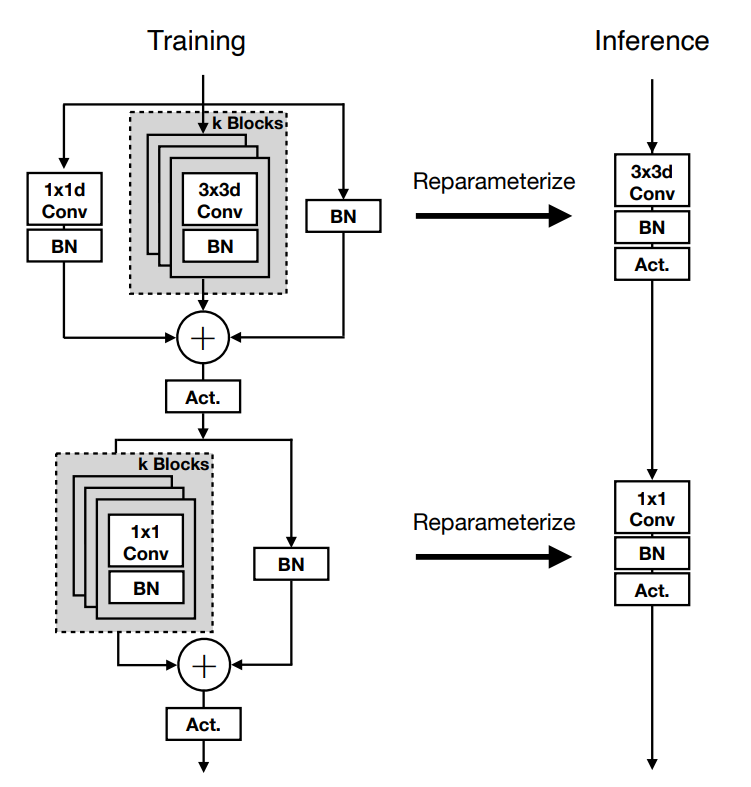 Training
Inference
k Blocks
1x1d
Conv
BN
3x3d
Conv
BN
BN
Reparameterize
3x3d
Conv
BN
Act.
+
Act.
k Blocks
1x1
Conv
BN
BN
Reparameterize
1x1
Conv
BN
Act.
+
Act.